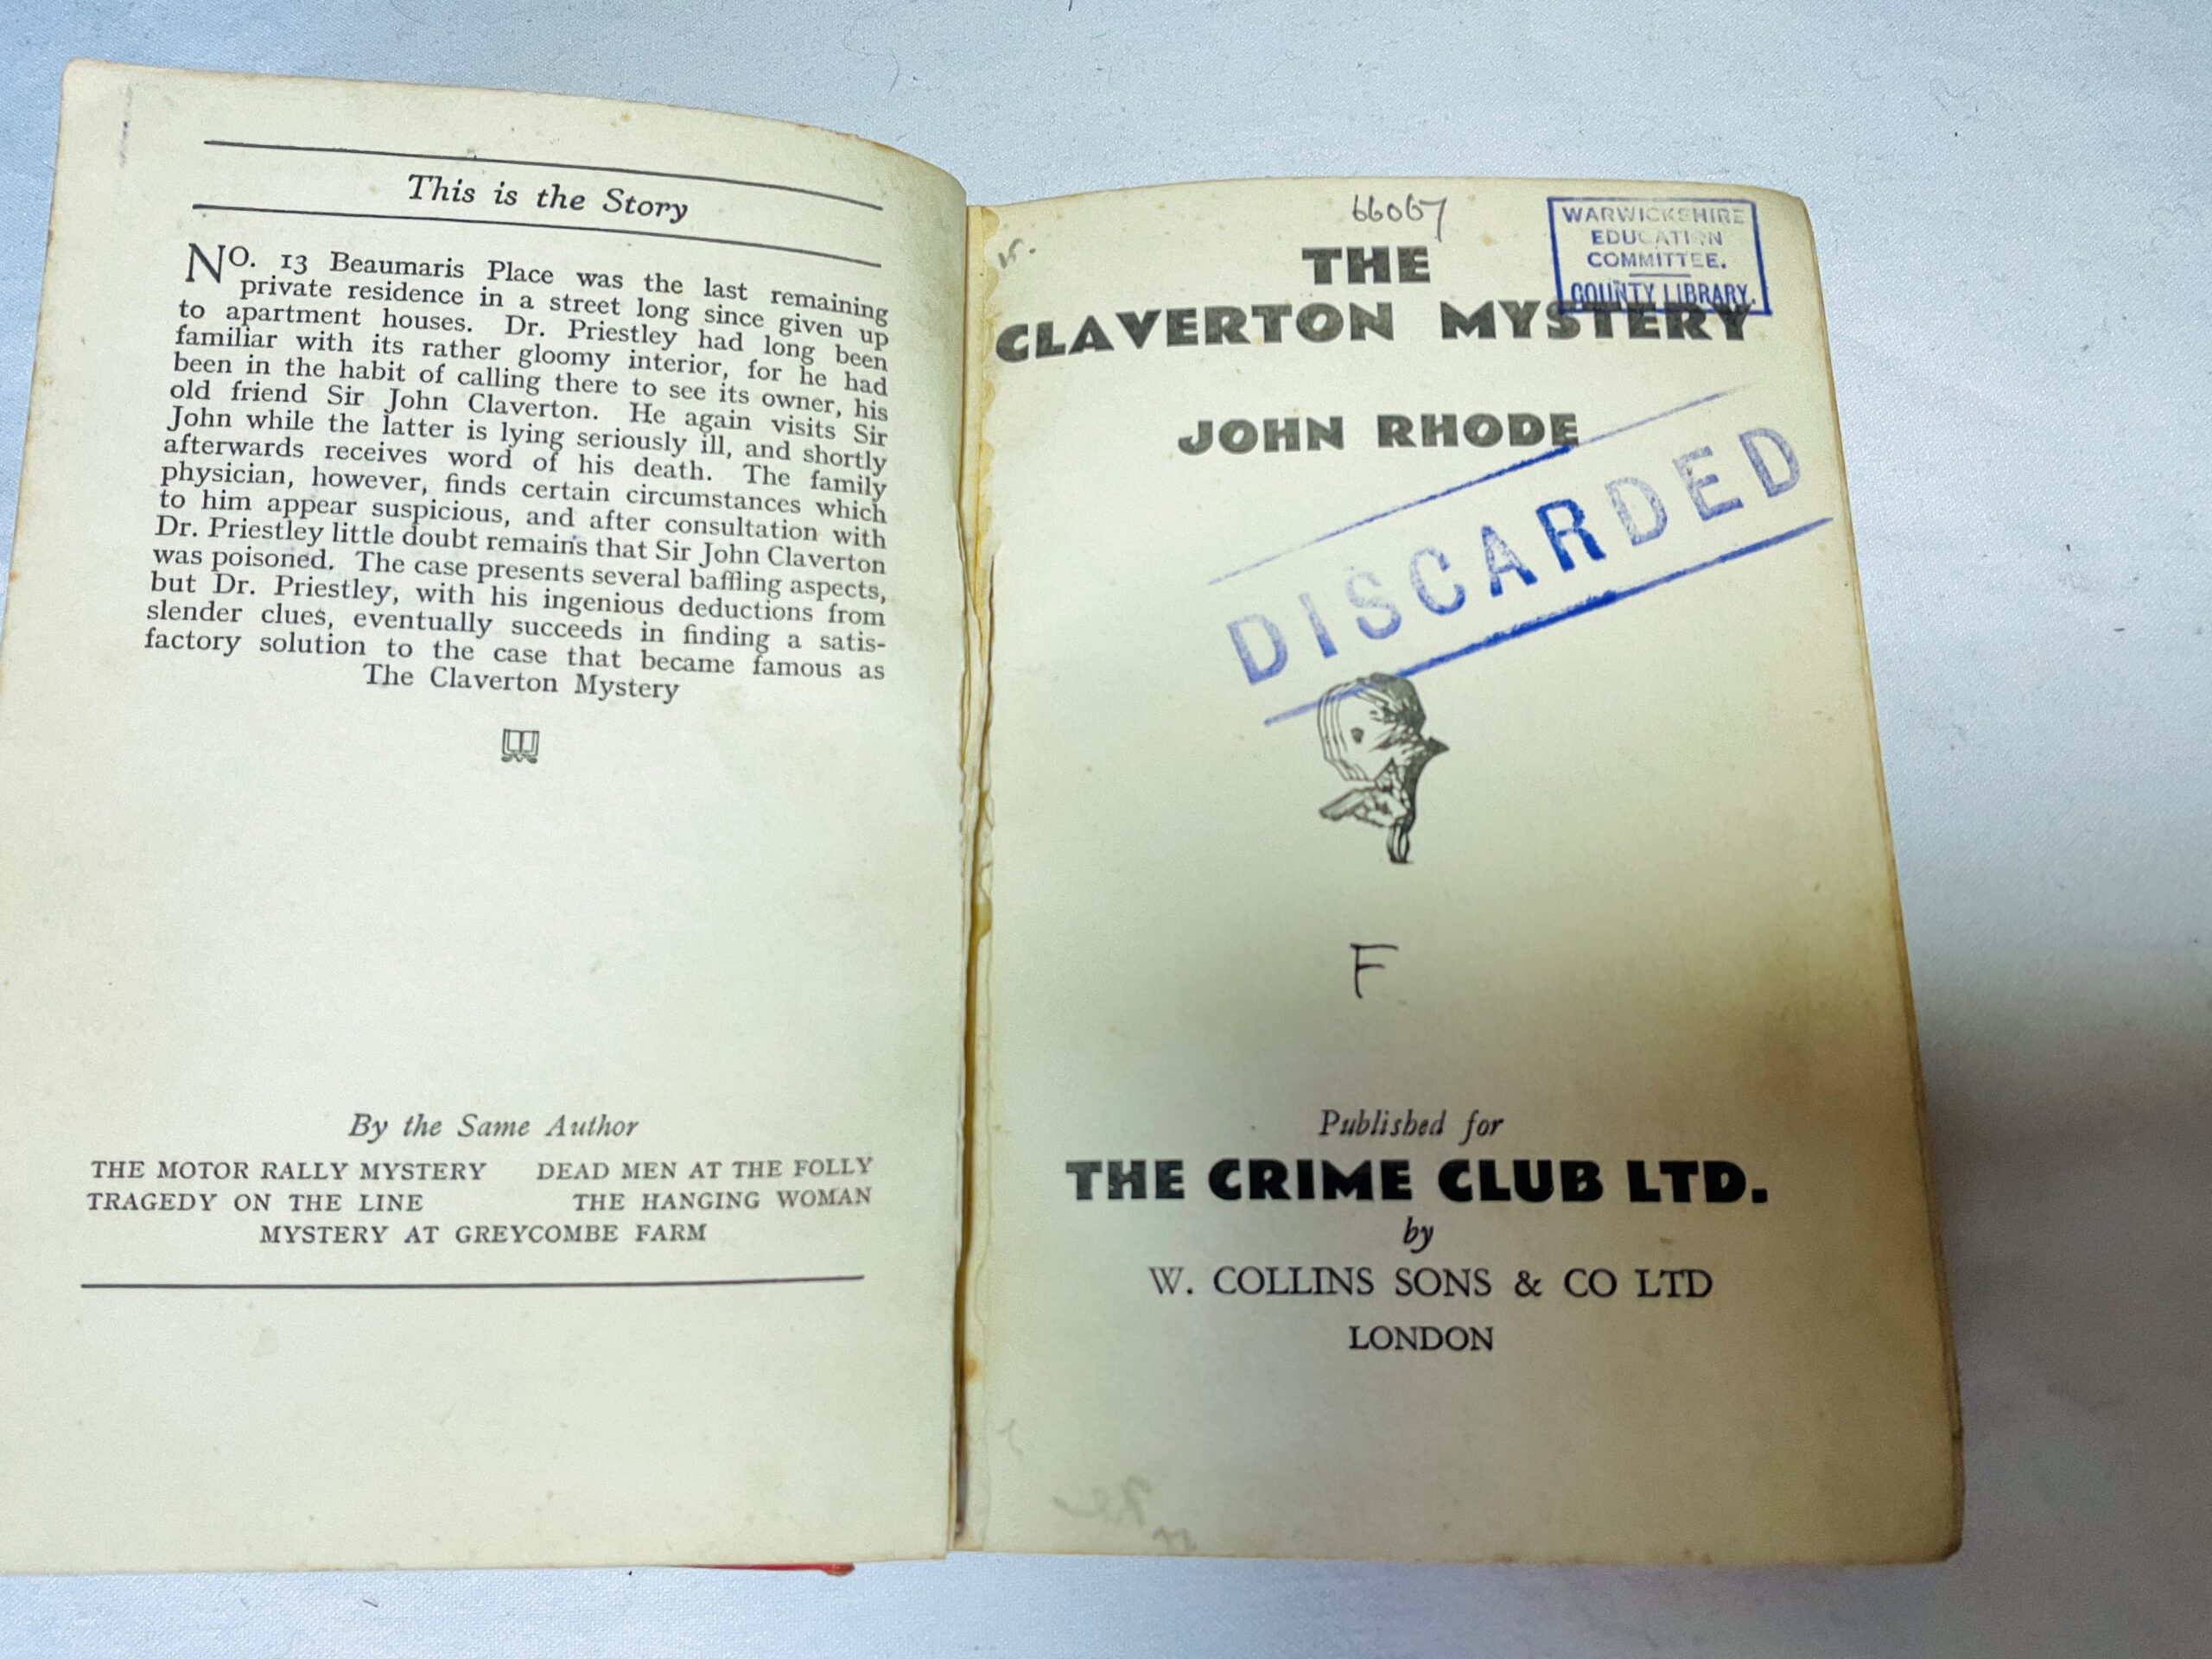 This is the Story
NO. 13 Beaumaris Place was the last remaining
private residence in a street long since given up
to apartment houses. Dr. Priestley had long been
familiar with its rather gloomy interior, for he had
been in the habit of calling there to see its owner, his
old friend Sir John Claverton. He again visits Sir
John while the latter is lying seriously ill, and shortly
afterwards receives word of his death. The family
physician, however, finds certain circumstances which
to him appear suspicious, and after consultation with
Dr. Priestley little doubt remains that Sir John Claverton
was poisoned. The case presents several baffling aspects,
but Dr. Priestley, with his ingenious deductions from
slender clues, eventually succeeds in finding a satis-
factory solution to the case that became famous as
The Claverton Mystery
By the Same Author
THE MOTOR RALLY MYSTERY DEAD MEN AT THE FOLLY
TRAGEDY ON THE LINE THE HANGING WOMAN
MYSTERY AT GREYCOMBE FARM
66067
WARWICKSHIRE
EDUCATION
COMMITTEE.
COUNTY LIBRARY.
THE
CLAVERTON MYSTERY
JOHN RHODE
DISCARDED
F
Published for
THE CRIME CLUB LTD.
by
W. COLLINS SONS & CO LTD
LONDON